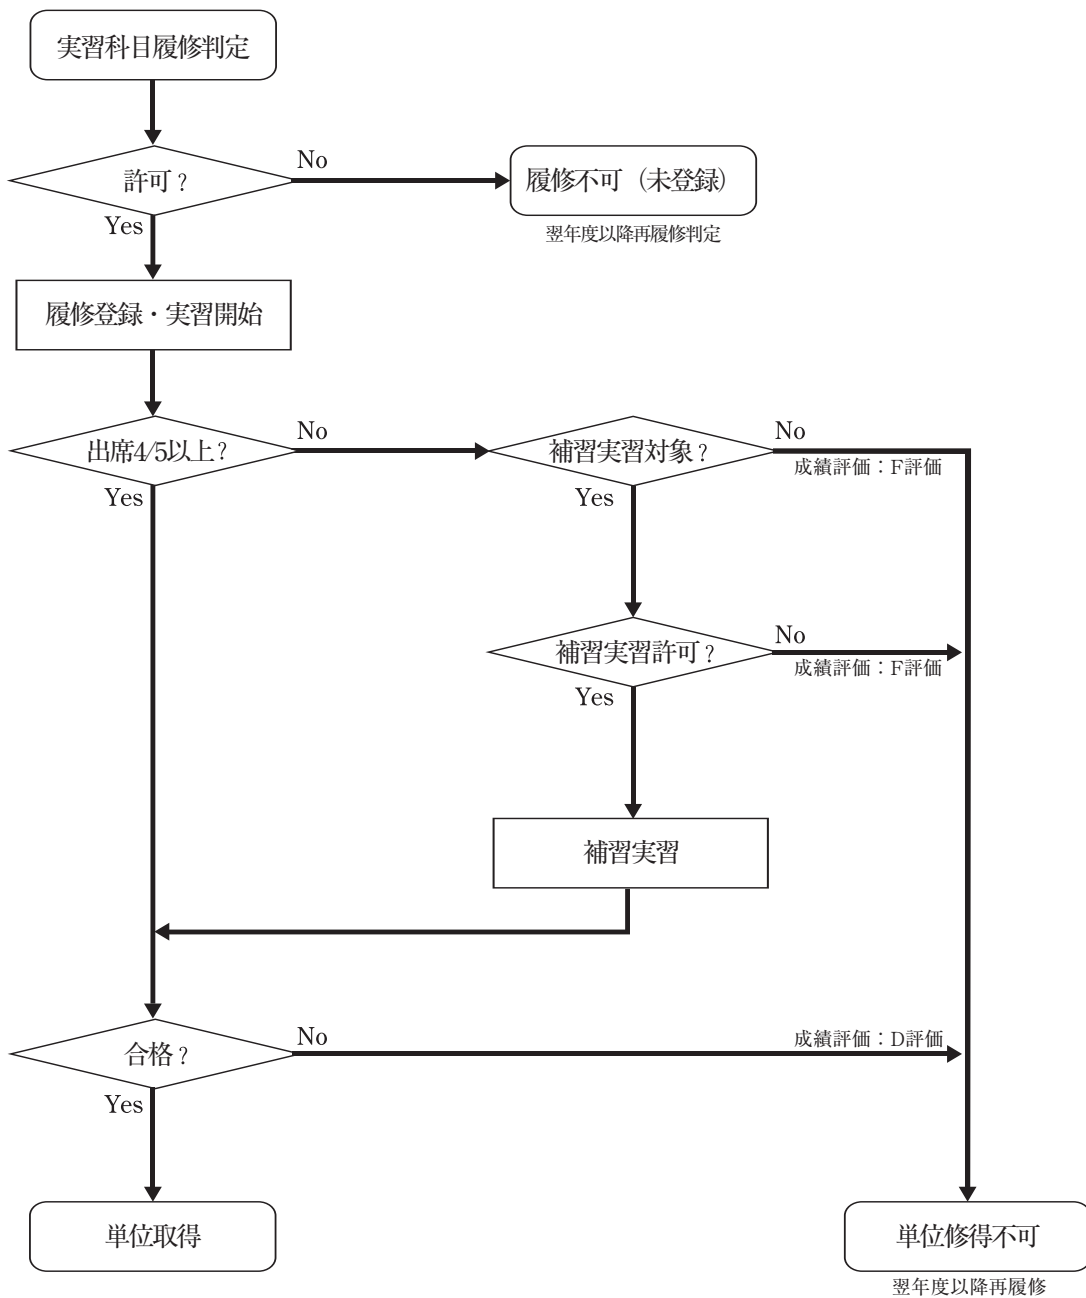 実習科目履修判定
許可？
No
履修不可（未登録）
翌年度以降再履修判定
Yes
履修登録・実習開始
出席4/5以上？
No
補習実習対象？
No
成績評価：F評価
Yes
Yes
補習実習許可？
No
成績評価：F評価
Yes
補習実習
合格？
No
成績評価：D評価
Yes
単位取得
単位修得不可
翌年度以降再履修